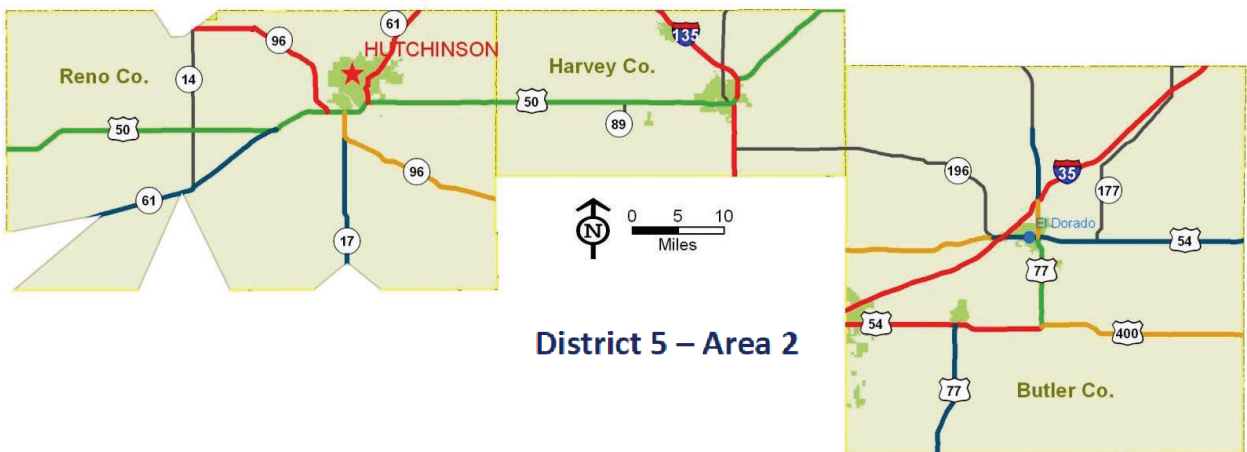 61
96
135
HUTCHINSON
Reno Co.
14
Harvey Co.
50
50
89
96
196
35
177
61
N
0 5 10
Miles
El Dorado
17
54
77
54
400
District 5 – Area 2
77
Butler Co.